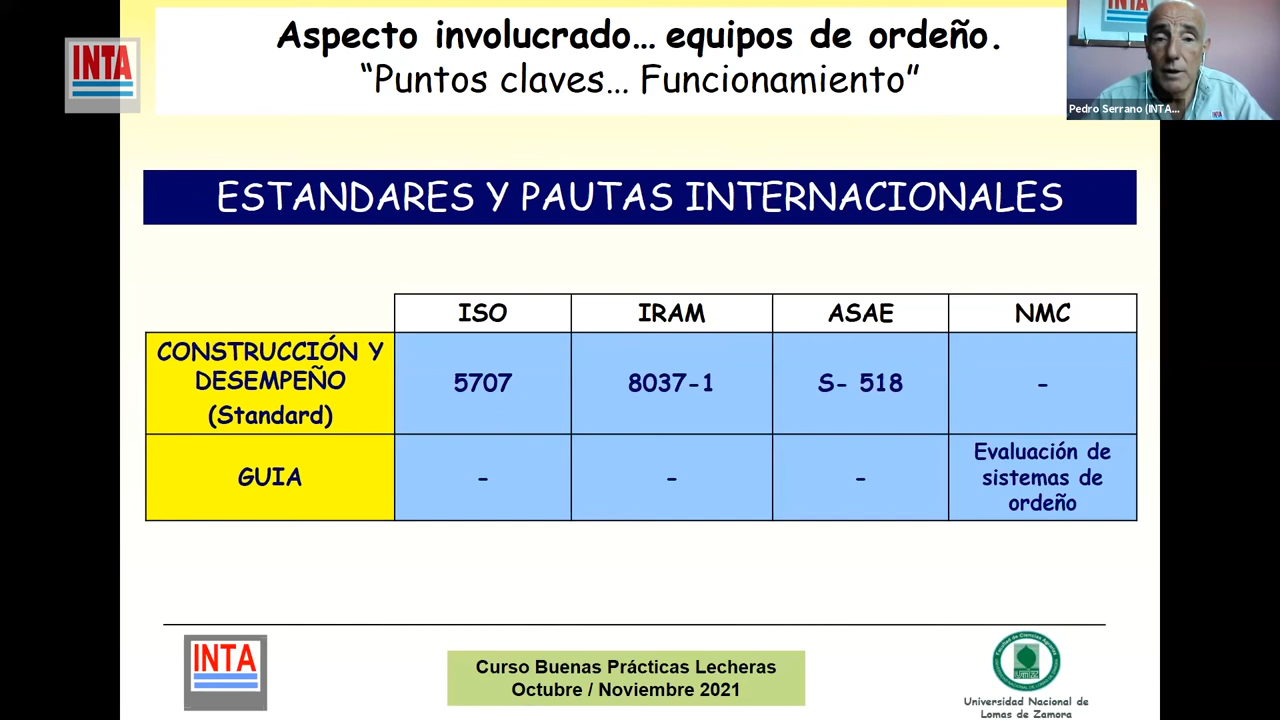 Aspecto involucrado... equipos de ordeño.
“Puntos claves... Funcionamiento”
INTA
INTA
Pedro Serrano (INTA...
ESTANDARES Y PAUTAS INTERNACIONALES
ISO IRAM ASAE NMC
CONSTRUCCIÓN Y
DESEMPEÑO
(Standard)
5707 8037-1 S- 518 -
GUIA
- - -
Evaluación de
sistemas de
ordeño
INTA
Curso Buenas Prácticas Lecheras
Octubre / Noviembre 2021
Universidad Nacional de
Lomas de Zamora